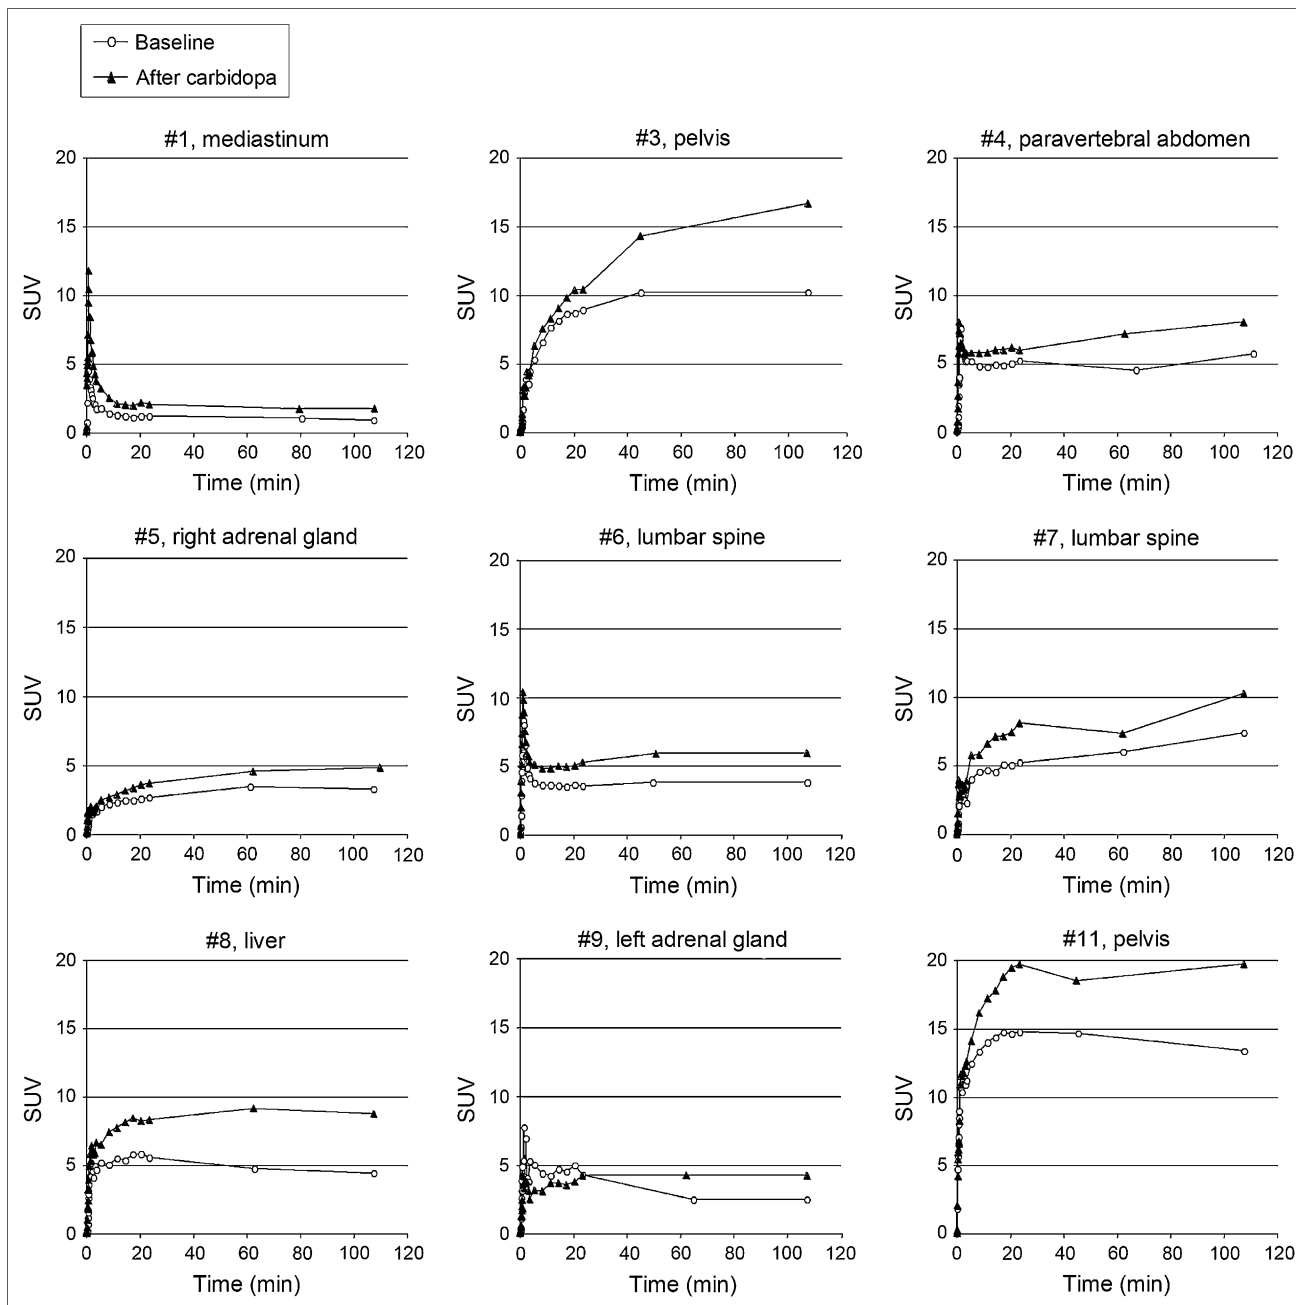 Baseline
After carbidopa
#1, mediastinum
#3, pelvis
#4, paravertebral abdomen
20
15
10
5
0
SUV
0 20 40 60 80 100 120
Time (min)
20
15
10
5
0
SUV
0 20 40 60 80 100 120
Time (min)
20
15
10
5
0
SUV
0 20 40 60 80 100 120
Time (min)
#5, right adrenal gland
#6, lumbar spine
#7, lumbar spine
20
15
10
5
0
SUV
0 20 40 60 80 100 120
Time (min)
20
15
10
5
0
SUV
0 20 40 60 80 100 120
Time (min)
20
15
10
5
0
SUV
0 20 40 60 80 100 120
Time (min)
#8, liver
#9, left adrenal gland
#11, pelvis
20
15
10
5
0
SUV
0 20 40 60 80 100 120
Time (min)
20
15
10
5
0
SUV
0 20 40 60 80 100 120
Time (min)
20
15
10
5
0
SUV
0 20 40 60 80 100 120
Time (min)